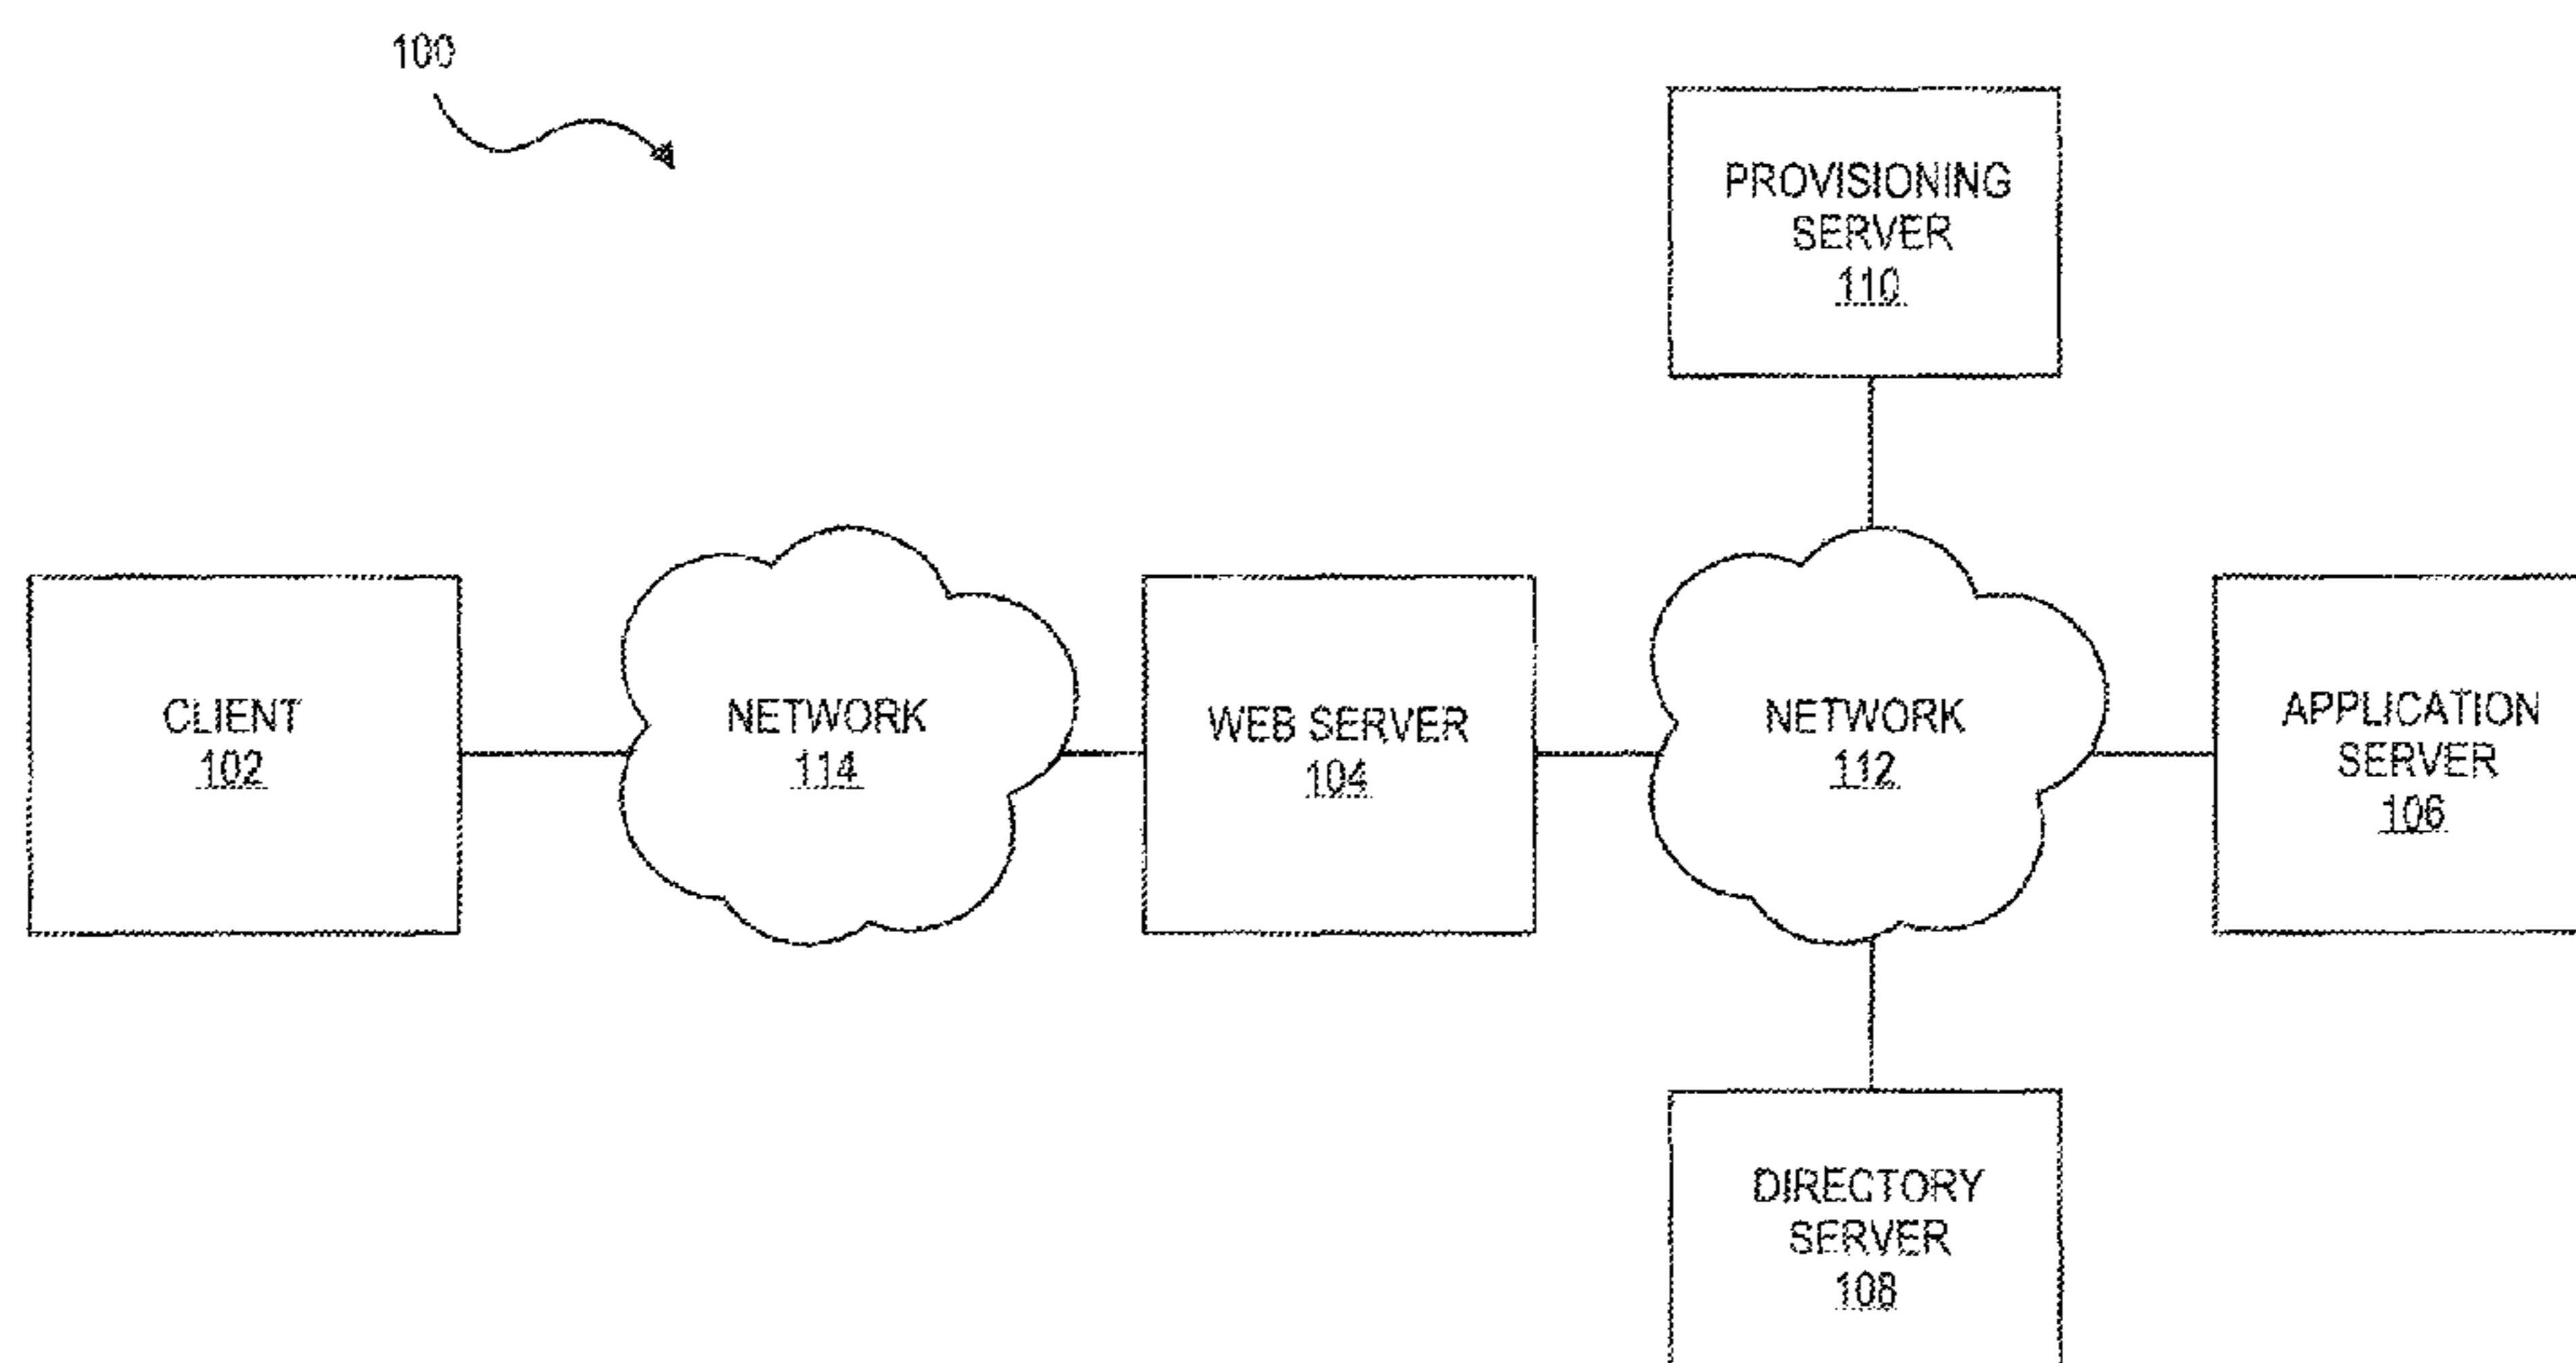 100
PROVISIONING
SERVER
110
CLIENT
102
NETWORK
114
WEB SERVER
104
NETWORK
112
APPLICATION
SERVER
106
DIRECTORY
SERVER
108